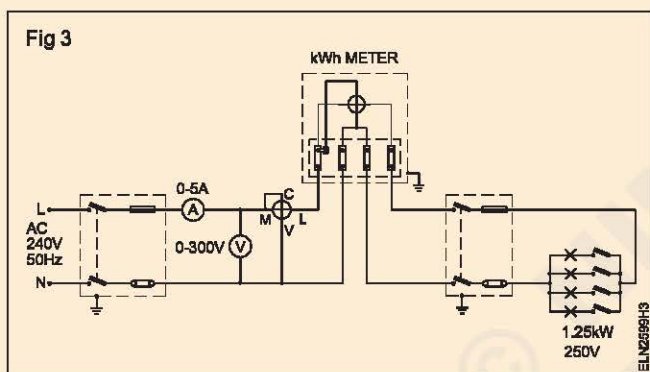 Fig 3
kWh METER
0-5A
L
A
C
M
L
V
AC
240V
50Hz
0-300V
V
N
1.25kW
250V
ELN2599H3